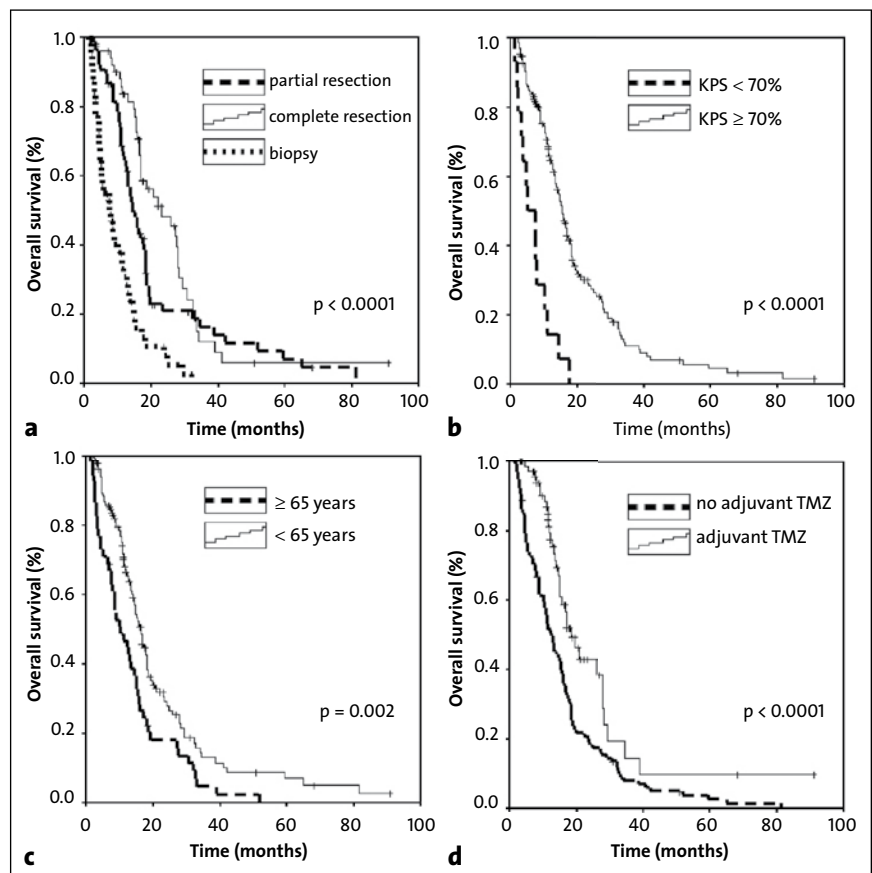 1.0
0.8
0.6
0.4
0.2
0.0
Overall survival (%)
partial resection
complete resection
biopsy
p < 0.0001
0 20 40 60 80 100
Time (months)
a
1.0
0.8
0.6
0.4
0.2
0.0
Overall survival (%)
KPS < 70%
KPS ≥ 70%
p < 0.0001
0 20 40 60 80 100
Time (months)
b
1.0
0.8
0.6
0.4
0.2
0.0
Overall survival (%)
≥ 65 years
< 65 years
p = 0.002
0 20 40 60 80 100
Time (months)
c
1.0
0.8
0.6
0.4
0.2
0.0
Overall survival (%)
no adjuvant TMZ
adjuvant TMZ
p < 0.0001
0 20 40 60 80 100
Time (months)
d